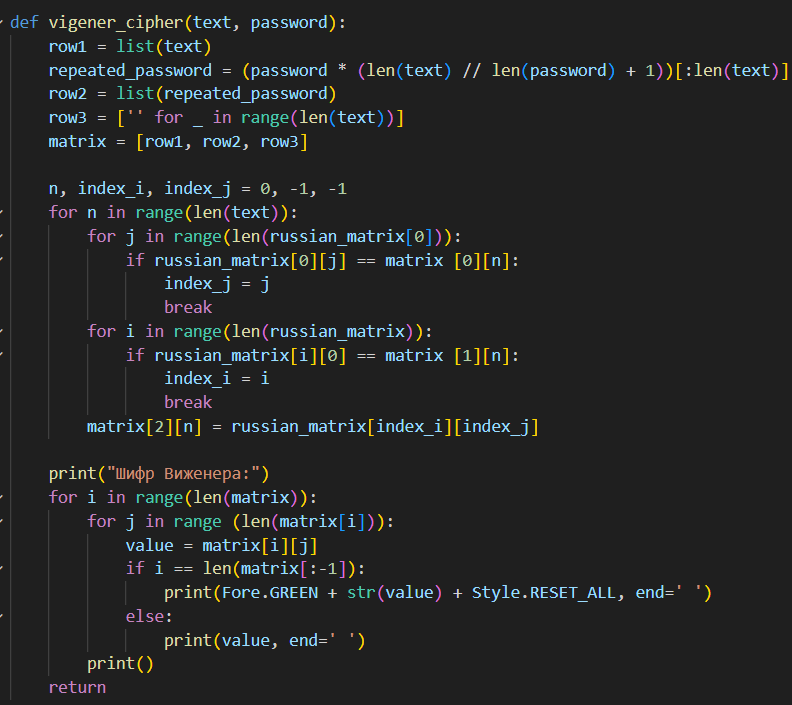 def vigener_cipher(text, password):
    row1 = list(text)
    repeated_password = (password * (len(text) // len(password) + 1))[:len(text)]
    row2 = list(repeated_password)
    row3 = ['' for _ in range(len(text))]
    matrix = [row1, row2, row3]

    n, index_i, index_j = 0, -1, -1
    for n in range(len(text)):
        for j in range(len(russian_matrix[0])):
            if russian_matrix[0][j] == matrix [0][n]:
                index_j = j
                break
        for i in range(len(russian_matrix)):
            if russian_matrix[i][0] == matrix [1][n]:
                index_i = i
                break
        matrix[2][n] = russian_matrix[index_i][index_j]

    print("Шифр Виженера:")
    for i in range(len(matrix)):
        for j in range (len(matrix[i])):
            value = matrix[i][j]
            if i == len(matrix[:-1]):
                print(Fore.GREEN + str(value) + Style.RESET_ALL, end=' ')
            else:
                print(value, end=' ')
        print()
    return